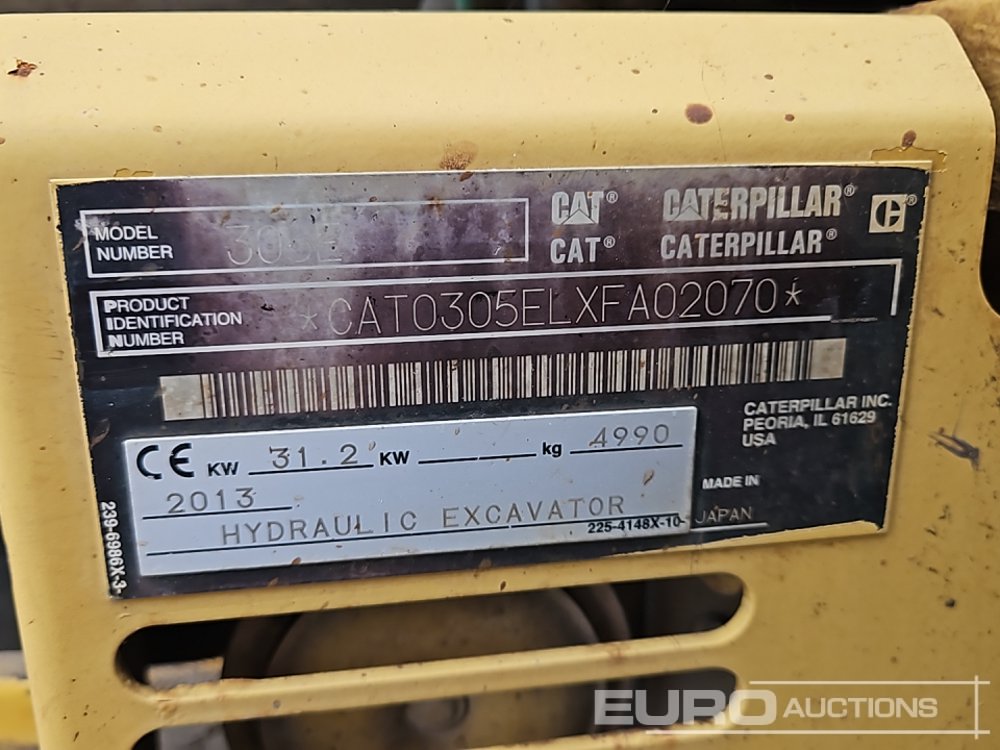 MODEL
NUMBER
CAT® CATERPILLAR® C®
CAT® CATERPILLAR®
PRODUCT
IDENTIFICATION
NUMBER
*CAT0305ELXFA02070*
CATERPILLAR INC.
PEORIA, IL 61629
USA
CE KW 31.2 KW kg 4990
2013
HYDRAULIC EXCAVATOR
225-4148X-10-
MADE IN
JAPAN
239-6986X-3-
EURO AUCTIONS